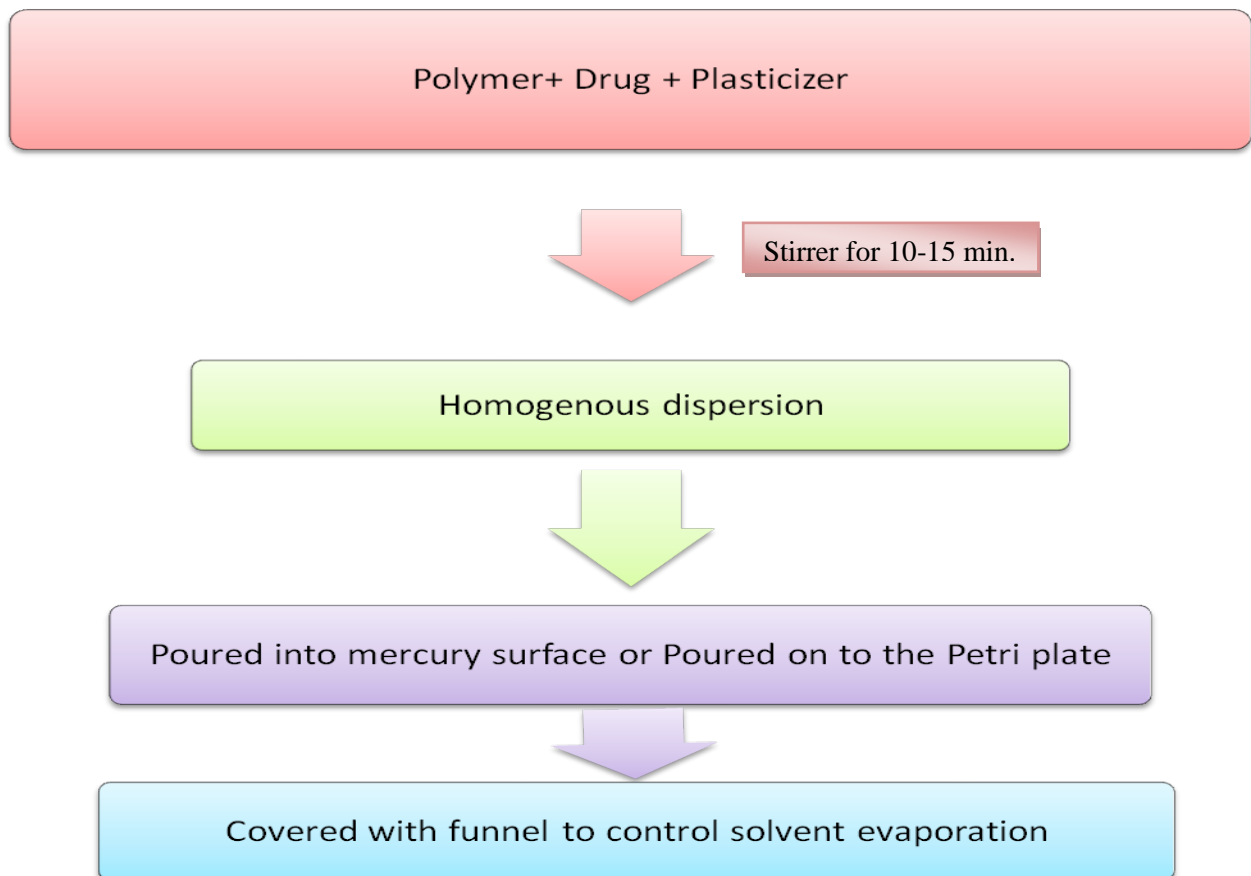 Polymer+ Drug + Plasticizer
Stirrer for 10-15 min.
Homogenous dispersion
Poured into mercury surface or Poured on to the Petri plate
Covered with funnel to control solvent evaporation